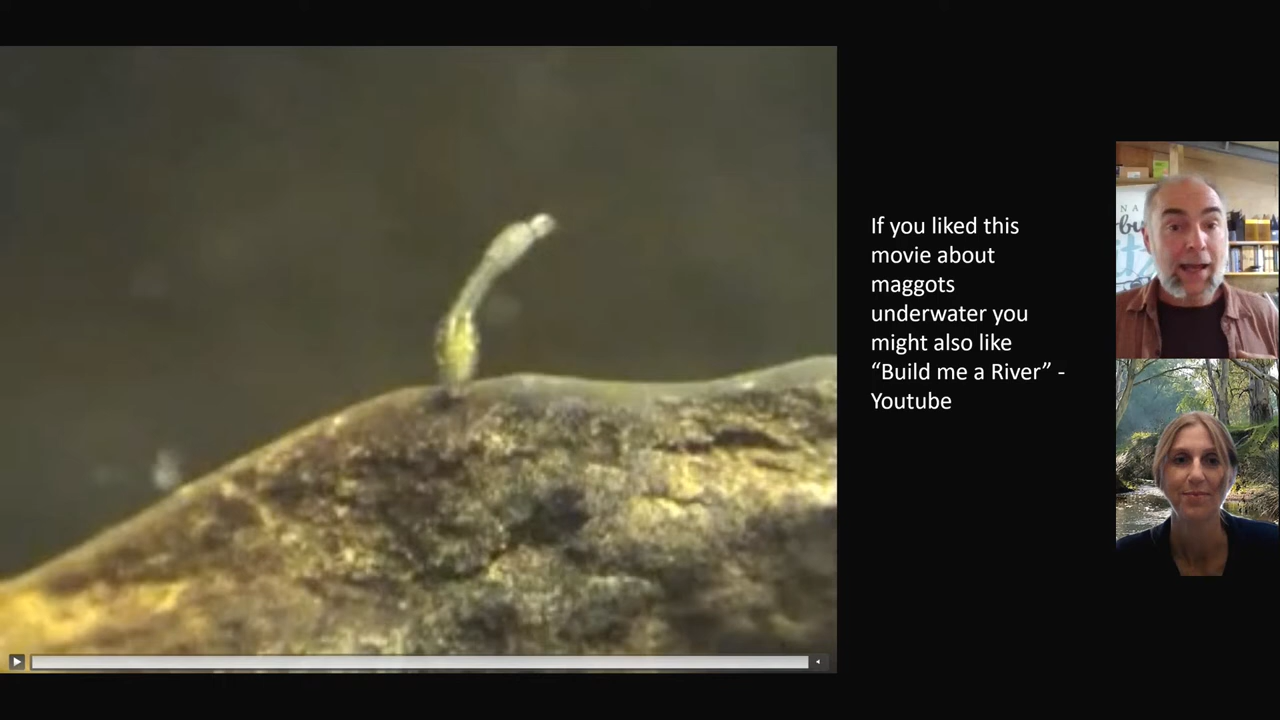 If you liked this
movie about
maggots
underwater you
might also like
“Build me a River” -
Youtube